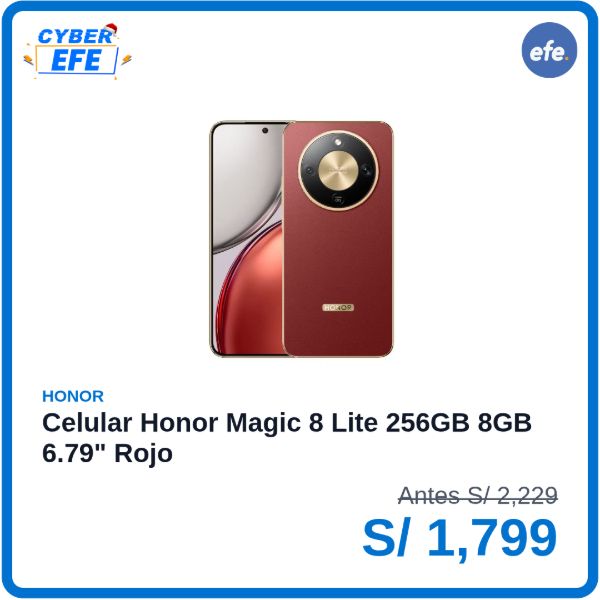 CYBER
EFE
efe.
HONOR
HONOR
Celular Honor Magic 8 Lite 256GB 8GB
6.79" Rojo
Antes S/ 2,229
S/ 1,799